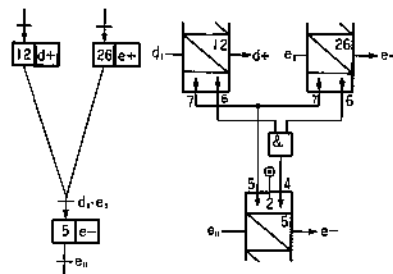 12 d+
26 e+
d₁·e₁
5 e−
e₁₁
d₁ 12 d+
7 6
e₁ 26 e−
7 6
&
5 4
2
e₁₁ 5 e−